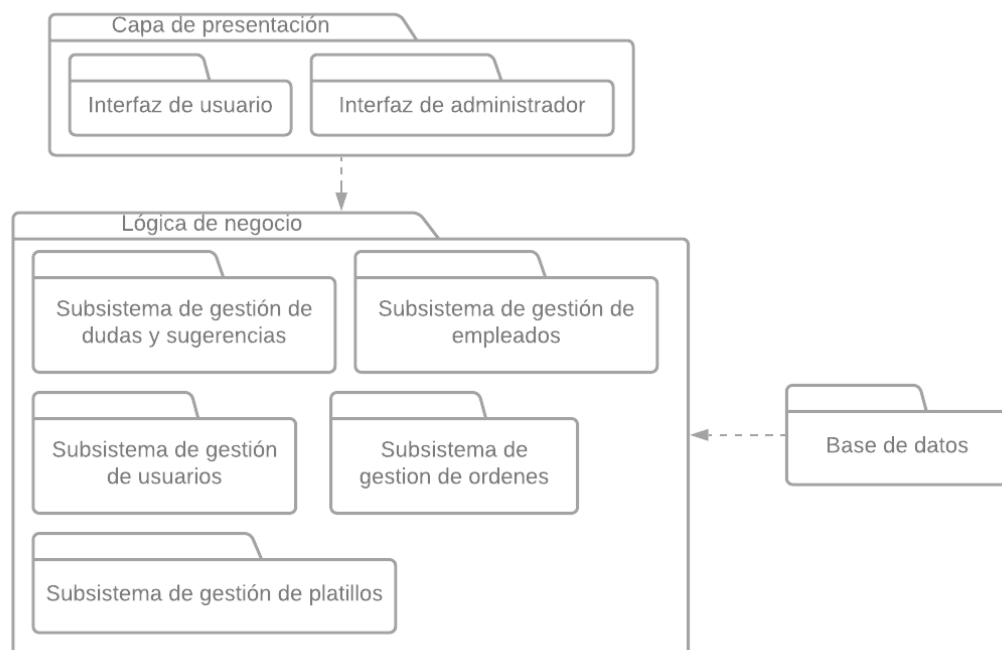 Capa de presentación
Interfaz de usuario
Interfaz de administrador
Lógica de negocio
Subsistema de gestión de
dudas y sugerencias
Subsistema de gestión de
empleados
Subsistema de gestión
de usuarios
Subsistema de
gestion de ordenes
Base de datos
Subsistema de gestión de platillos